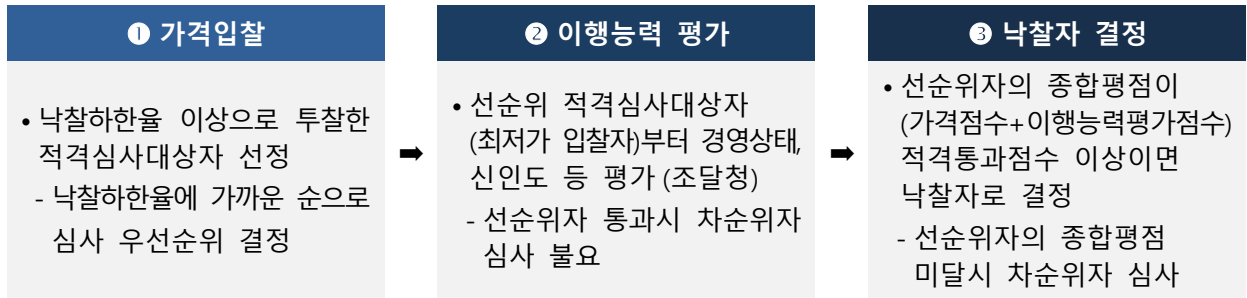 ❶ 가격입찰
• 낙찰하한율 이상으로 투찰한
적격심사대상자 선정
- 낙찰하한율에 가까운 순으로
심사 우선순위 결정
➡
❷ 이행능력 평가
• 선순위 적격심사대상자
(최저가 입찰자)부터 경영상태,
신인도 등 평가 (조달청)
- 선순위자 통과시 차순위자
심사 불요
➡
❸ 낙찰자 결정
• 선순위자의 종합평점이
(가격점수+이행능력평가점수)
적격통과점수 이상이면
낙찰자로 결정
- 선순위자의 종합평점
미달시 차순위자 심사